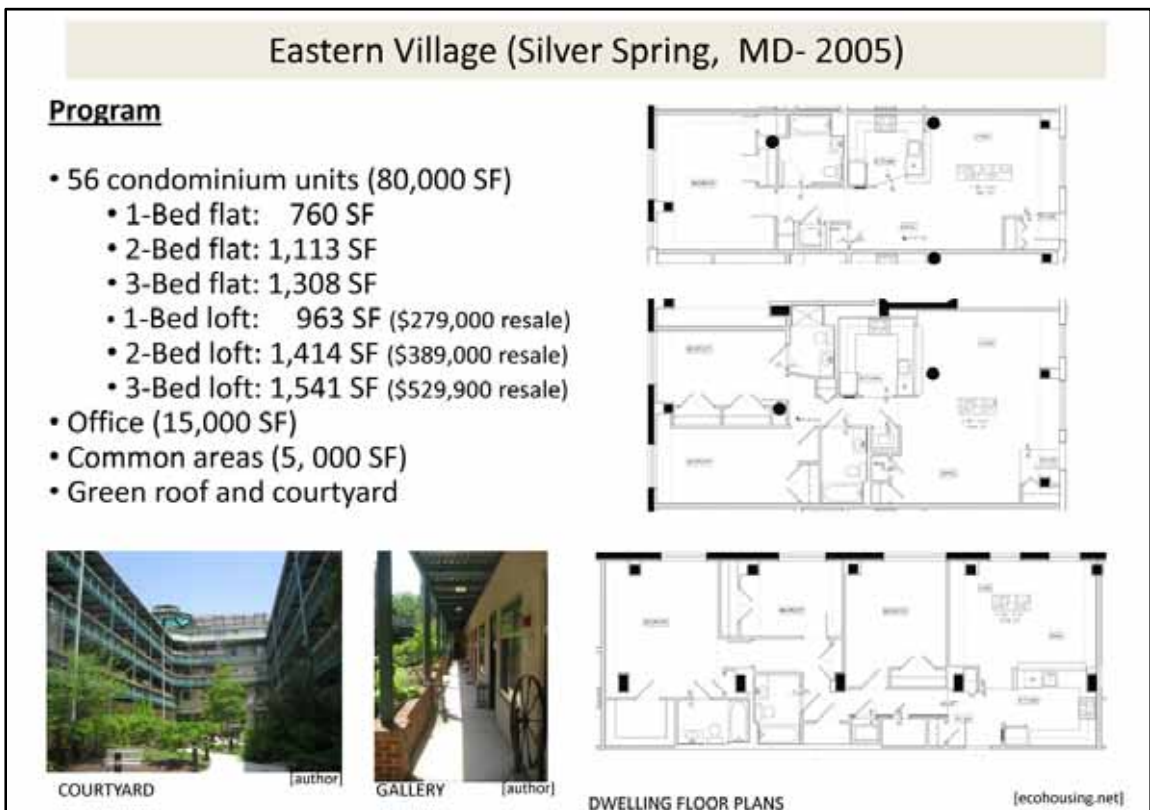 Eastern Village (Silver Spring, MD- 2005)
Program
• 56 condominium units (80,000 SF)
• 1-Bed flat: 760 SF
• 2-Bed flat: 1,113 SF
• 3-Bed flat: 1,308 SF
• 1-Bed loft: 963 SF ($279,000 resale)
• 2-Bed loft: 1,414 SF ($389,000 resale)
• 3-Bed loft: 1,541 SF ($529,900 resale)
• Office (15,000 SF)
• Common areas (5, 000 SF)
• Green roof and courtyard
COURTYARD
[author]
GALLERY
[author]
DWELLING FLOOR PLANS
[ecohousing.net]